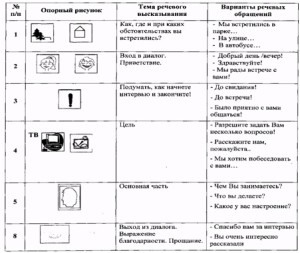 № п/п
Опорный рисунок
Тема речевого высказывания
Варианты речевых обращений
1
Как, где и при каких обстоятельствах вы встретились?
- Мы встретились в парке…
- На улице…
- В автобусе…
2
Вход в диалог.
Приветствие.
- Добрый день /вечер!
- Здравствуйте!
- Мы рады встрече с вами!
3
!
Подумать, как начнете интервью и закончите!
- До свидания!
- До встречи!
- Было приятно с вами общаться!
4
ТВ
Цель
- Разрешите задать Вам несколько вопросов!
- Расскажите нам, пожалуйста..
- Мы хотим побеседовать с вами…
5
Основная часть
- Чем Вы занимаетесь?
- Что вы делаете?
- Какое у вас настроение?
8
Выход из диалога.
Выражение благодарности. Прощание.
- Спасибо вам за интервью
- Вы очень интересно рассказали